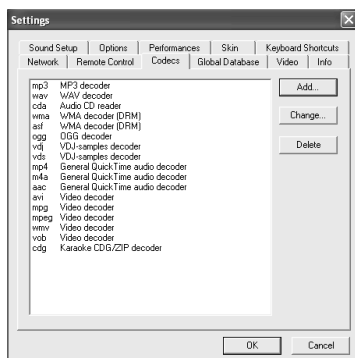 Settings
Sound Setup Options Performances Skin Keyboard Shortcuts
Network Remote Control Codecs Global Database Video Info
mp3 MP3 decoder
wav WAV decoder
cda Audio CD reader
wma WMA decoder (DRM)
asf WMA decoder (DRM)
ogg OGG decoder
vdj VDJ-samples decoder
vds VDJ-samples decoder
mp4 General QuickTime audio decoder
m4a General QuickTime audio decoder
aac General QuickTime audio decoder
avi Video decoder
mpg Video decoder
mpeg Video decoder
wmv Video decoder
vob Video decoder
cdg Karaoke CDG/ZIP decoder
Add...
Change...
Delete
OK Cancel